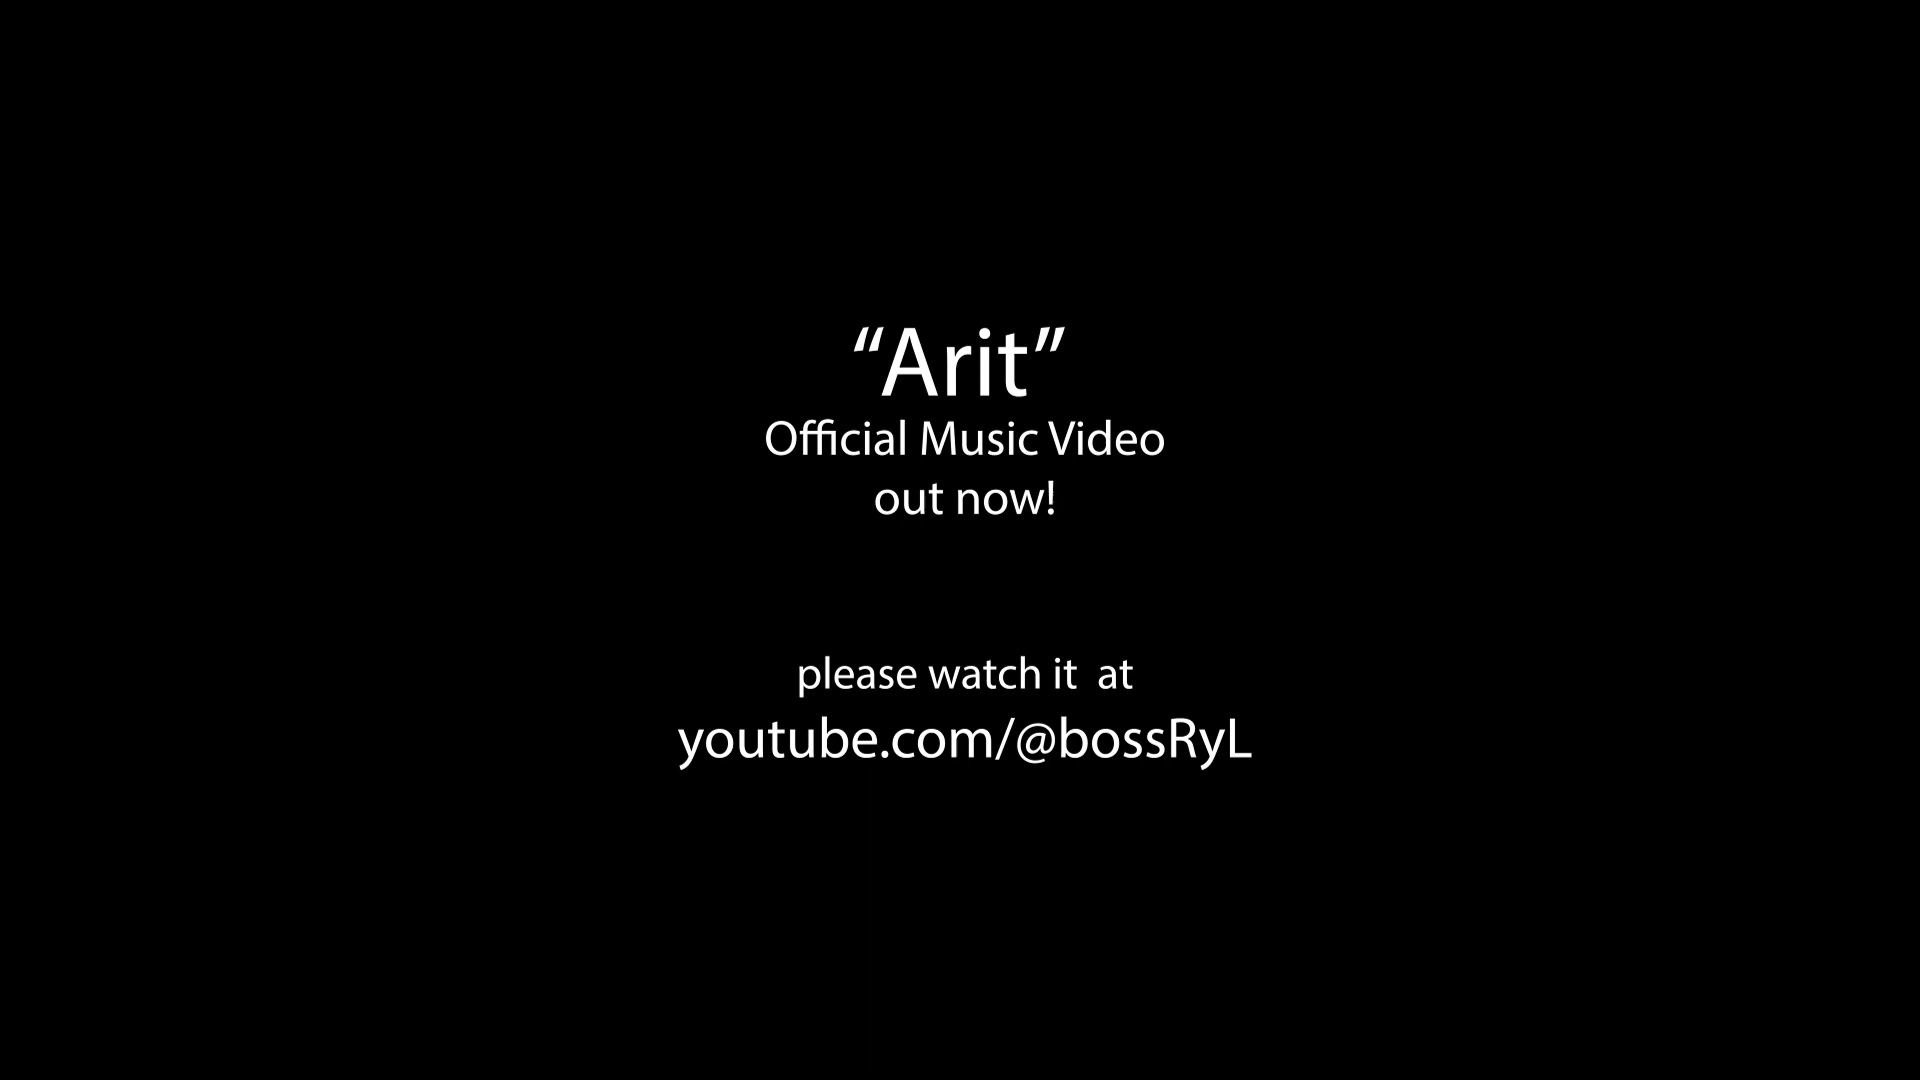 “Arit”
Official Music Video
out now!
please watch it  at
youtube.com/@bossRyL